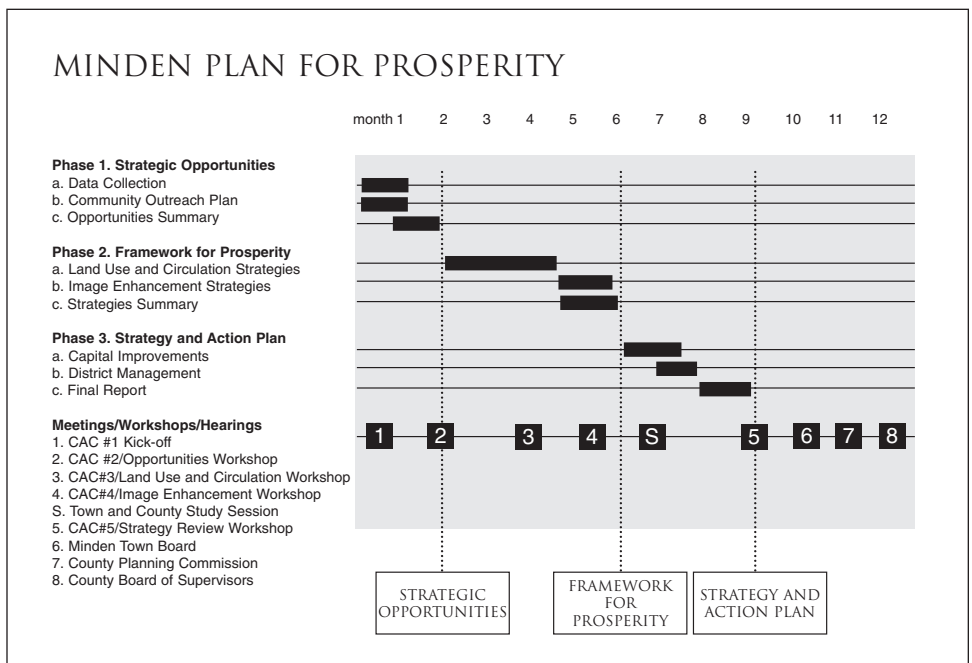 MINDEN PLAN FOR PROSPERITY
month 1 2 3 4 5 6 7 8 9 10 11 12
Phase 1. Strategic Opportunities
a. Data Collection
b. Community Outreach Plan
c. Opportunities Summary
Phase 2. Framework for Prosperity
a. Land Use and Circulation Strategies
b. Image Enhancement Strategies
c. Strategies Summary
Phase 3. Strategy and Action Plan
a. Capital Improvements
b. District Management
c. Final Report
Meetings/Workshops/Hearings
1. CAC #1 Kick-off
2. CAC #2/Opportunities Workshop
3. CAC#3/Land Use and Circulation Workshop
4. CAC#4/Image Enhancement Workshop
S. Town and County Study Session
5. CAC#5/Strategy Review Workshop
6. Minden Town Board
7. County Planning Commission
8. County Board of Supervisors
1 2 3 4 S 5 6 7 8
STRATEGIC
OPPORTUNITIES
FRAMEWORK
FOR
PROSPERITY
STRATEGY AND
ACTION PLAN